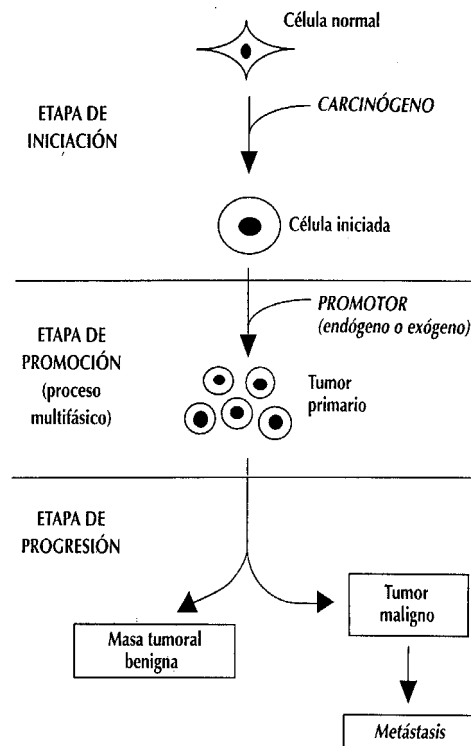 Célula normal
CARCINÓGENO
ETAPA DE
INICIACIÓN
Célula iniciada
PROMOTOR
(endógeno o exógeno)
ETAPA DE
PROMOCIÓN
(proceso
multifásico)
Tumor
primario
ETAPA DE
PROGRESIÓN
Masa tumoral
benigna
Tumor
maligno
Metástasis